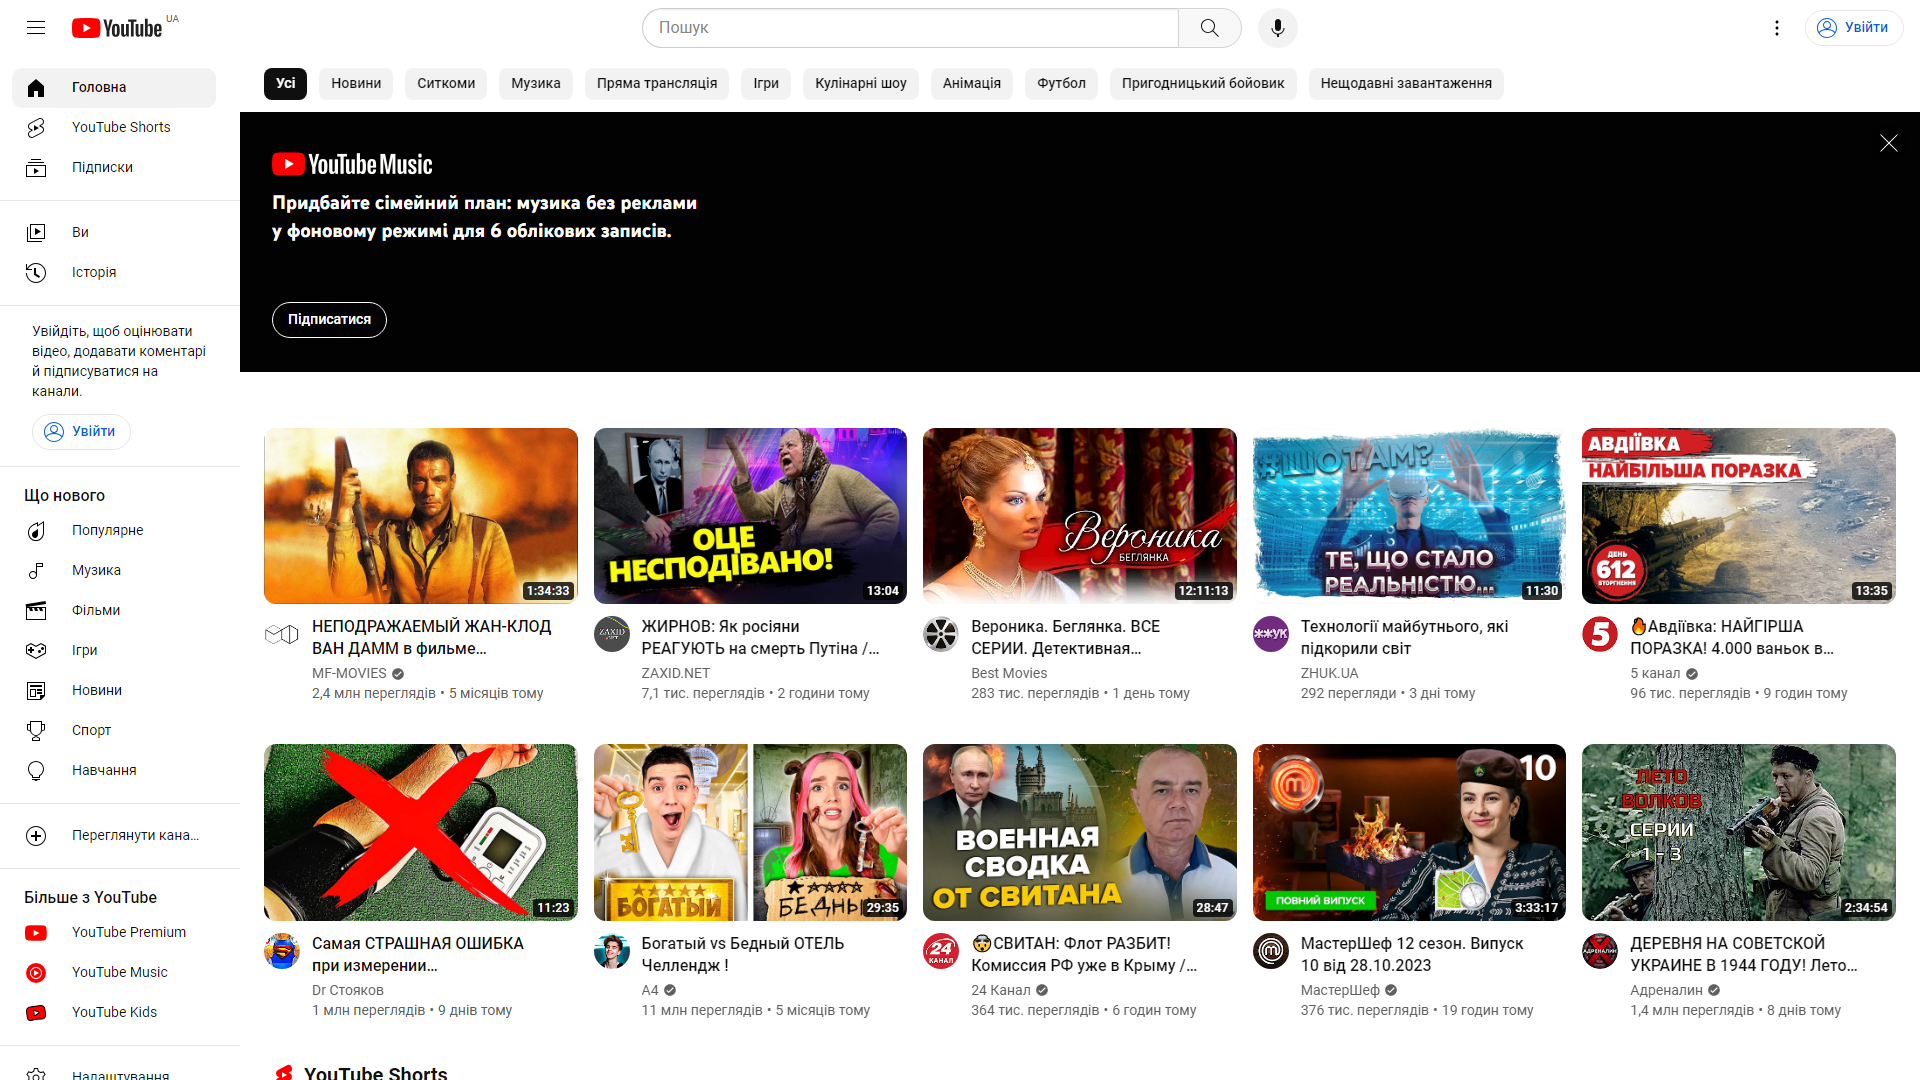 YouTube UA
Пошук
Увійти
Головна
YouTube Shorts
Підписки
Ви
Історія
Увійдіть, щоб оцінювати
відео, додавати коментарі
й підписуватися на
канали.
Увійти
Що нового
Популярне
Музика
Фільми
Ігри
Новини
Спорт
Навчання
Переглянути кана…
Більше з YouTube
YouTube Premium
YouTube Music
YouTube Kids
Налаштування
Усі
Новини
Ситкоми
Музика
Пряма трансляція
Ігри
Кулінарні шоу
Анімація
Футбол
Пригодницький бойовик
Нещодавні завантаження
YouTube Music
Придбайте сімейний план: музика без реклами
у фоновому режимі для 6 облікових записів.
Підписатися
1:34:33
НЕПОДРАЖАЕМЫЙ ЖАН-КЛОД
ВАН ДАММ в фильме…
MF-MOVIES
2,4 млн переглядів • 5 місяців тому
ОЦЕ
НЕСПОДІВАНО!
13:04
ZAXID
ЖИРНОВ: Як росіяни
РЕАГУЮТЬ на смерть Путіна /…
ZAXID.NET
7,1 тис. переглядів • 2 години тому
Вероника
БЕГЛЯНКА
12:11:13
Вероника. Беглянка. ВСЕ
СЕРИИ. Детективная…
Best Movies
283 тис. переглядів • 1 день тому
#ШОТАМ?
ТЕ, ЩО СТАЛО
РЕАЛЬНІСТЮ...
11:30
жжук
Технології майбутнього, які
підкорили світ
ZHUK.UA
292 перегляди • 3 дні тому
АВДІЇВКА
НАЙБІЛЬША ПОРАЗКА
ДЕНЬ
612
ВТОРГНЕННЯ
13:35
5
🔥Авдіївка: НАЙГІРША
ПОРАЗКА! 4.000 ваньок в…
5 канал
96 тис. переглядів • 9 годин тому
11:23
Самая СТРАШНАЯ ОШИБКА
при измерении…
Dr Стояков
1 млн переглядів • 9 днів тому
БОГАТЫЙ
БЕДНЫЙ
29:35
Богатый vs Бедный ОТЕЛЬ
Челлендж !
A4
11 млн переглядів • 5 місяців тому
ВОЕННАЯ
СВОДКА
ОТ СВИТАНА
28:47
24
КАНАЛ
🤯СВИТАН: Флот РАЗБИТ!
Комиссия РФ уже в Крыму /…
24 Канал
364 тис. переглядів • 6 годин тому
10
ПОВНИЙ ВИПУСК
3:33:17
МастерШеф 12 сезон. Випуск
10 від 28.10.2023
МастерШеф
376 тис. переглядів • 19 годин тому
ЛЕТО
ВОЛКОВ
СЕРИИ
1 - 3
2:34:54
АДРЕНАЛИН
ДЕРЕВНЯ НА СОВЕТСКОЙ
УКРАИНЕ В 1944 ГОДУ! Лето…
Адреналин
1,4 млн переглядів • 8 днів тому
YouTube Shorts